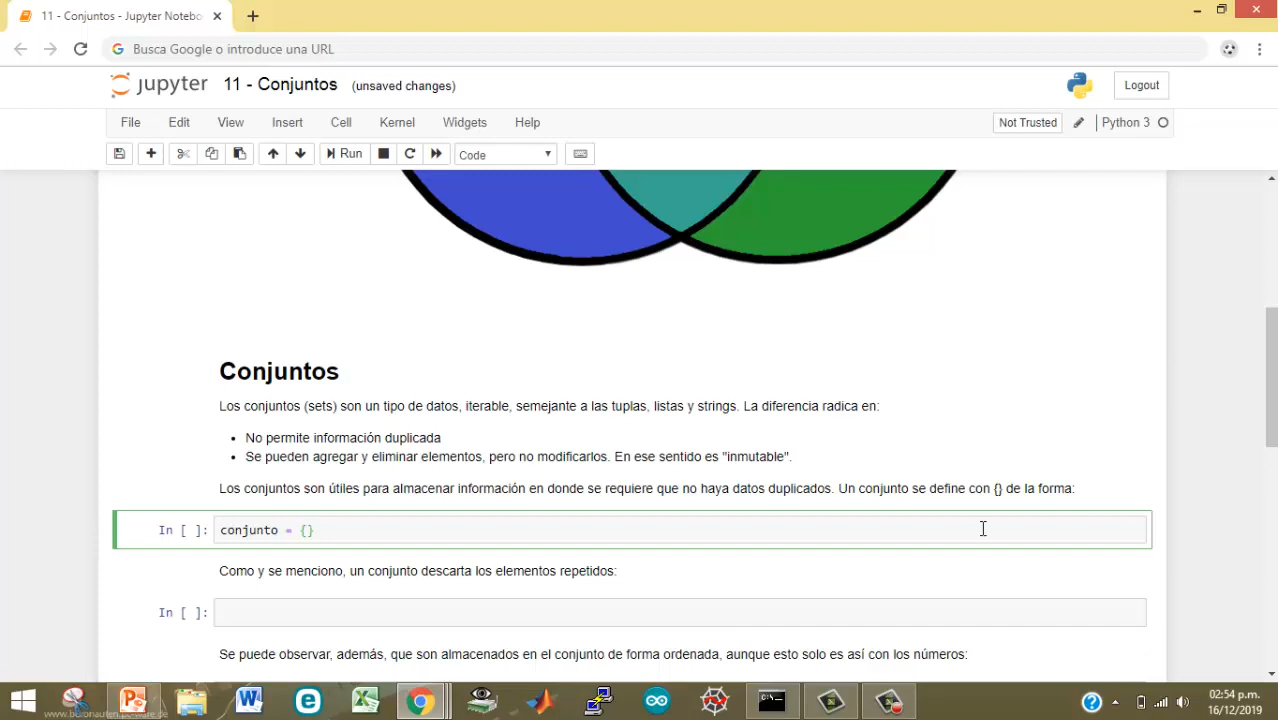 11 - Conjuntos - Jupyter Notebo
Busca Google o introduce una URL
jupyter 11 - Conjuntos (unsaved changes)
Logout
File Edit View Insert Cell Kernel Widgets Help
Not Trusted
Python 3
Run
Code
Conjuntos
Los conjuntos (sets) son un tipo de datos, iterable, semejante a las tuplas, listas y strings. La diferencia radica en:
• No permite información duplicada
• Se pueden agregar y eliminar elementos, pero no modificarlos. En ese sentido es "inmutable".
Los conjuntos son útiles para almacenar información en donde se requiere que no haya datos duplicados. Un conjunto se define con {} de la forma:
In [ ]: conjunto = {}
Como y se menciono, un conjunto descarta los elementos repetidos:
In [ ]:
Se puede observar, además, que son almacenados en el conjunto de forma ordenada, aunque esto solo es así con los números:
02:54 p.m.
16/12/2019